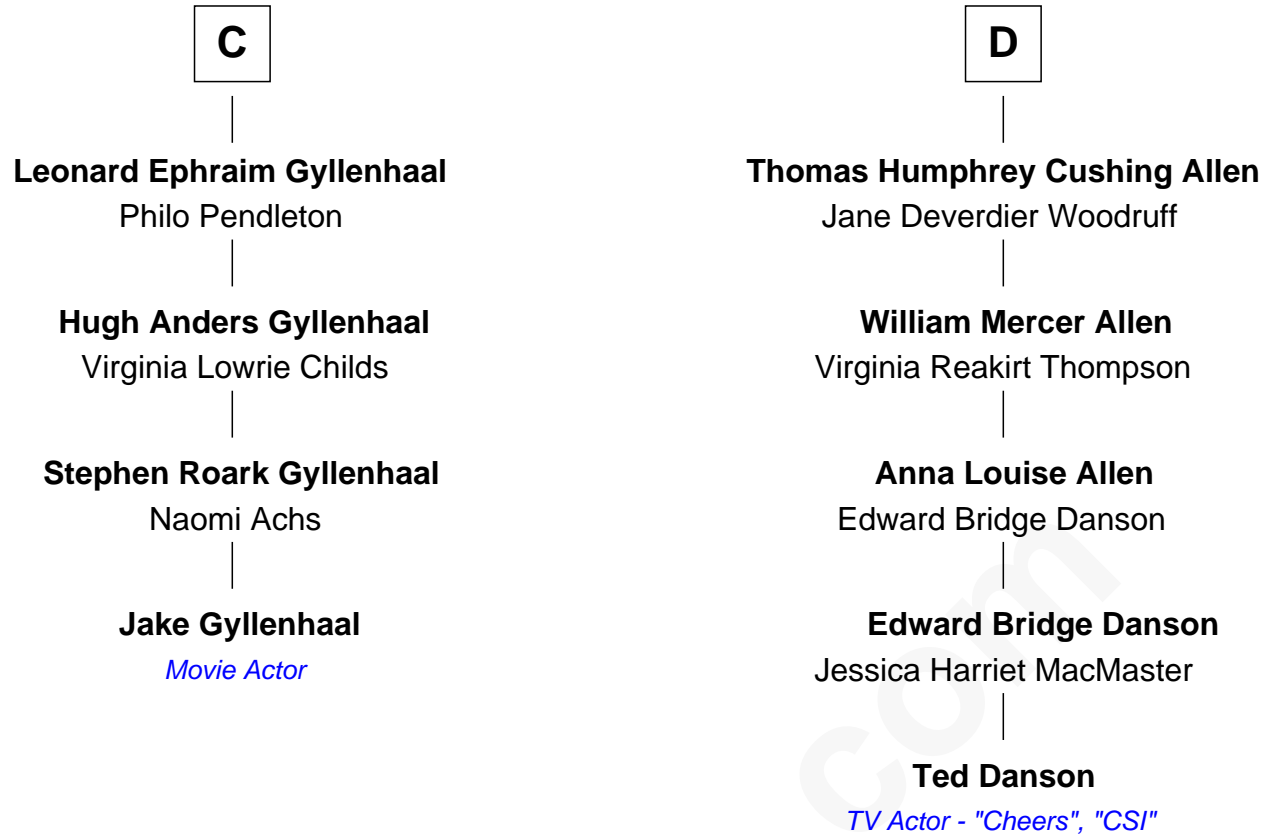 C
Leonard Ephraim Gyllenhaal
Philo Pendleton
Hugh Anders Gyllenhaal
Virginia Lowrie Childs
Stephen Roark Gyllenhaal
Naomi Achs
Jake Gyllenhaal
Movie Actor
D
Thomas Humphrey Cushing Allen
Jane Deverdier Woodruff
William Mercer Allen
Virginia Reakirt Thompson
Anna Louise Allen
Edward Bridge Danson
Edward Bridge Danson
Jessica Harriet MacMaster
Ted Danson
TV Actor - "Cheers", "CSI"
com